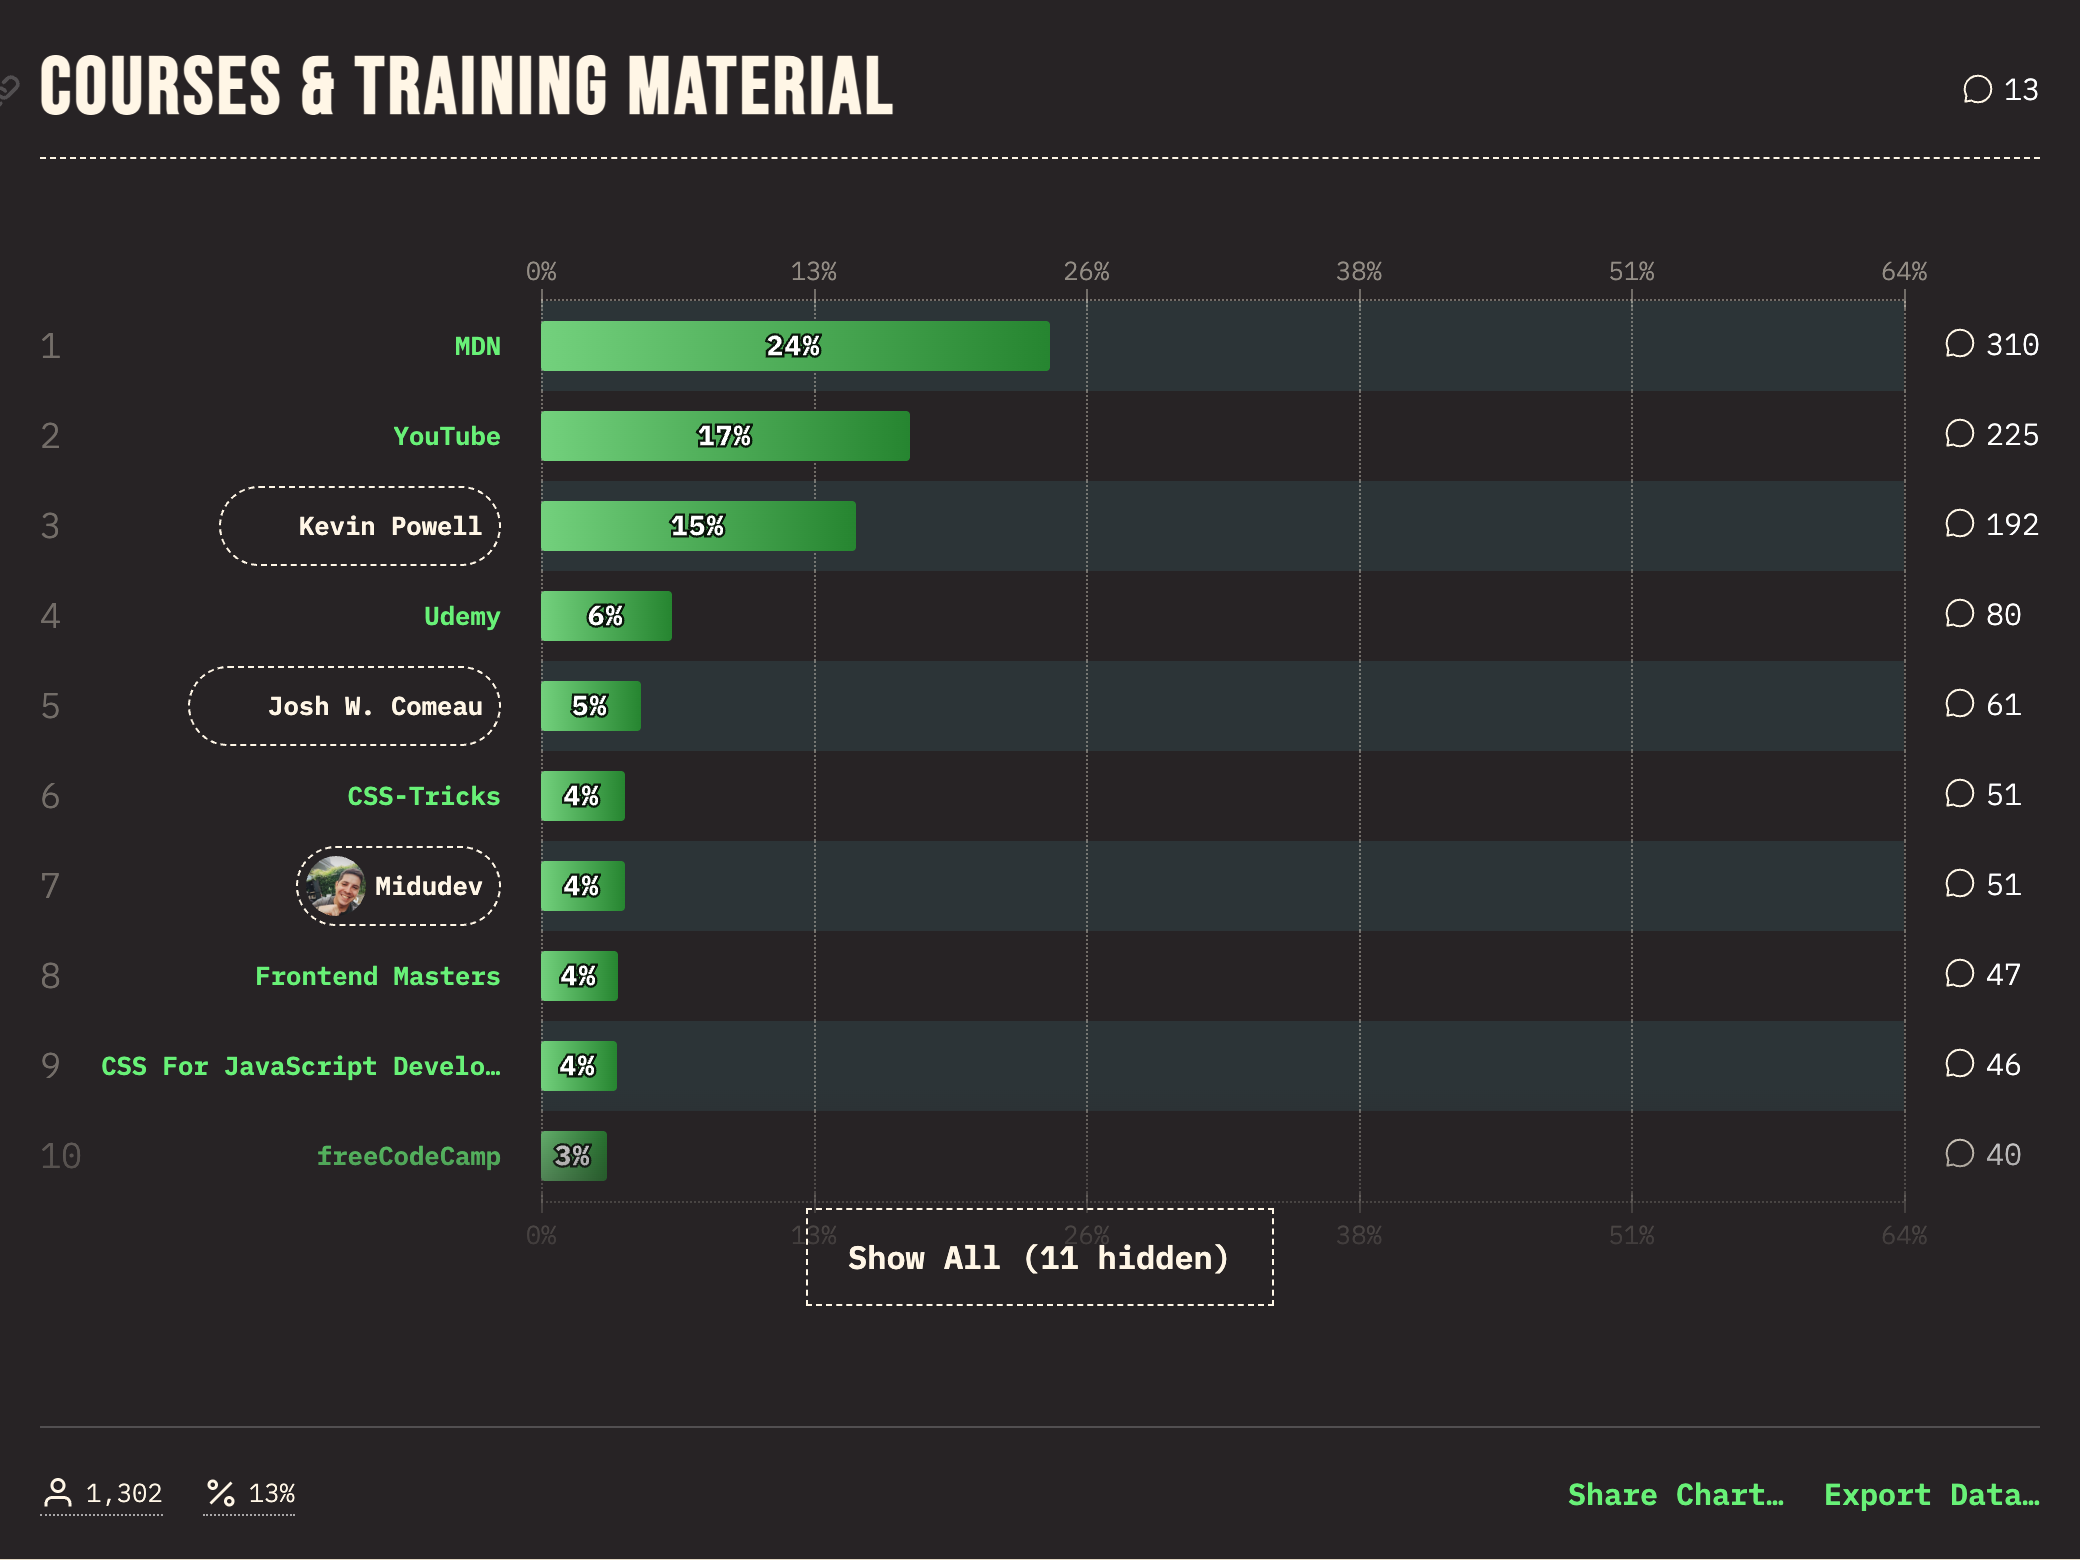 COURSES & TRAINING MATERIAL 13
0% 13% 26% 38% 51% 64%
1 MDN 24% 310
2 YouTube 17% 225
3 Kevin Powell 15% 192
4 Udemy 6% 80
5 Josh W. Comeau 5% 61
6 CSS-Tricks 4% 51
7 Midudev 4% 51
8 Frontend Masters 4% 47
9 CSS For JavaScript Develo… 4% 46
10 freeCodeCamp 3% 40
0% 13% 26% 38% 51% 64%
Show All (11 hidden)
1,302 13% Share Chart… Export Data…